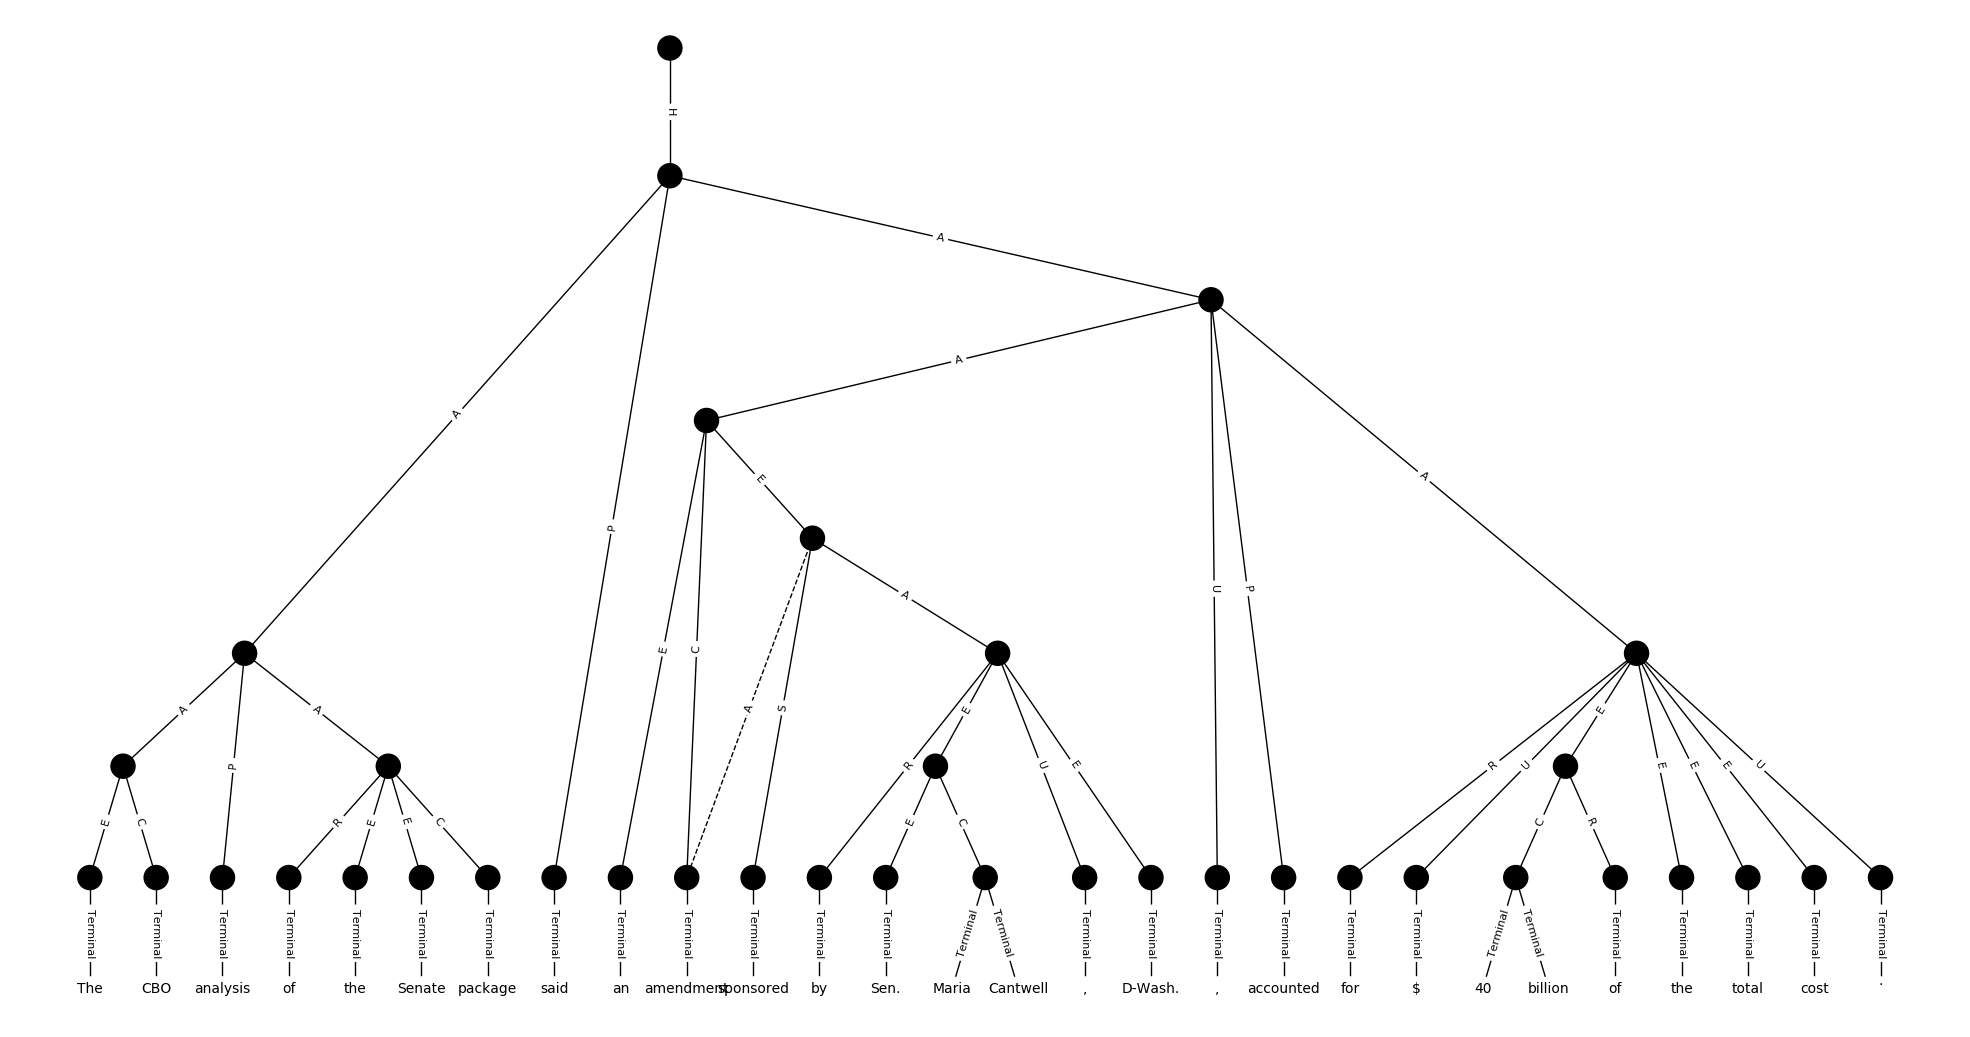 H
A
A
A
P
E
A
U
P
A
E
C
A
S
A
P
A
R
E
U
E
R
U
E
E
E
E
U
E
C
R
E
E
C
E
C
C
R
Terminal Terminal Terminal Terminal Terminal Terminal Terminal Terminal Terminal Terminal Terminal Terminal Terminal Terminal Terminal Terminal Terminal Terminal Terminal Terminal Terminal Terminal Terminal Terminal Terminal Terminal Terminal Terminal
The CBO analysis of the Senate package said an amendment sponsored by Sen. Maria Cantwell , D-Wash. , accounted for $ 40 billion of the total cost .